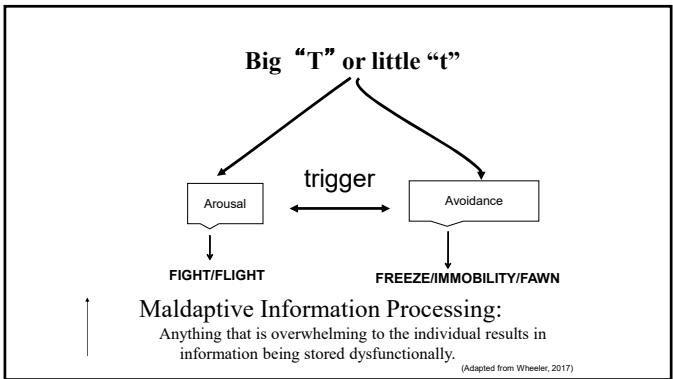 Big “T” or little “t”
trigger
Arousal
Avoidance
FIGHT/FLIGHT
FREEZE/IMMOBILITY/FAWN
Maldaptive Information Processing:
Anything that is overwhelming to the individual results in
information being stored dysfunctionally.
(Adapted from Wheeler, 2017)